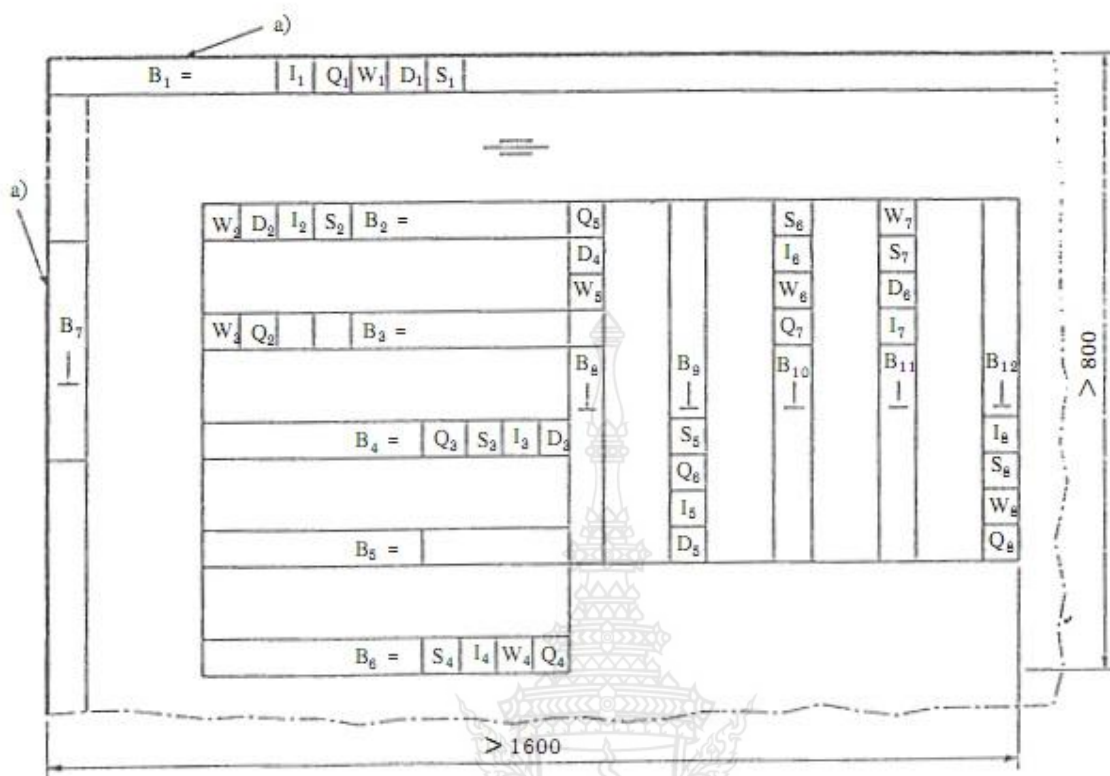 a)
B₁ = I₁ Q₁ W₁ D₁ S₁
a)
W₂ D₂ I₂ S₂ B₂ = Q₅ S₆ W₇
D₄ I₆ S₇
W₅ W₆ D₆
B₇ W₃ Q₂ B₃ = Q₇ I₇
B₈ B₉ B₁₀ B₁₁ B₁₂
> 800
B₄ = Q₃ S₃ I₃ D₃ S₅ I₈
Q₆ S₈
I₅ W₈
B₅ = D₅ Q₈
B₆ = S₄ I₄ W₄ Q₄
> 1600